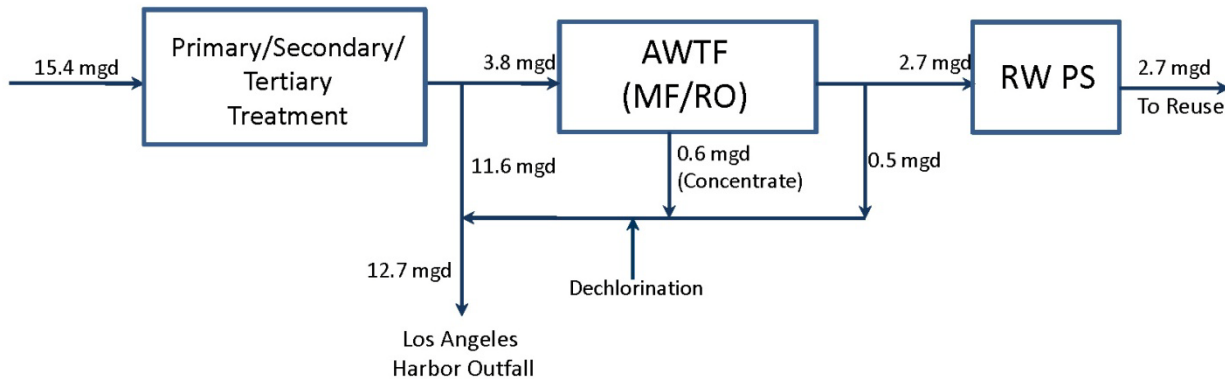 15.4 mgd
Primary/Secondary/
Tertiary
Treatment
3.8 mgd
AWTF
(MF/RO)
2.7 mgd
RW PS
2.7 mgd
To Reuse
11.6 mgd
0.6 mgd
(Concentrate)
0.5 mgd
12.7 mgd
Dechlorination
Los Angeles
Harbor Outfall